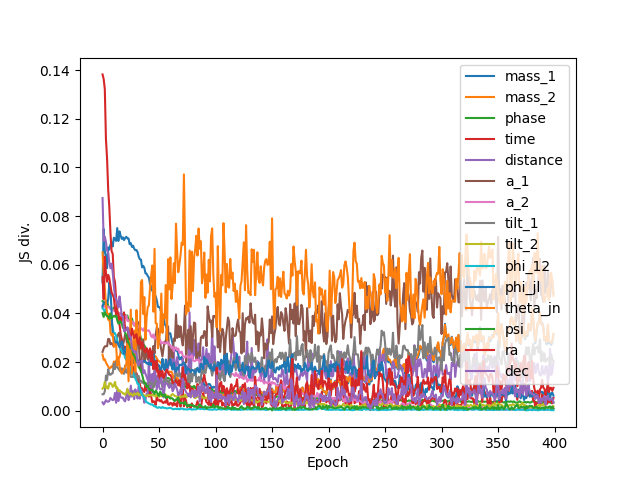 0.14
0.12
0.10
0.08
0.06
0.04
0.02
0.00
JS div.
0
50
100
150
200
250
300
350
400
Epoch
mass_1
mass_2
phase
time
distance
a_1
a_2
tilt_1
tilt_2
phi_12
phi_jl
theta_jn
psi
ra
dec